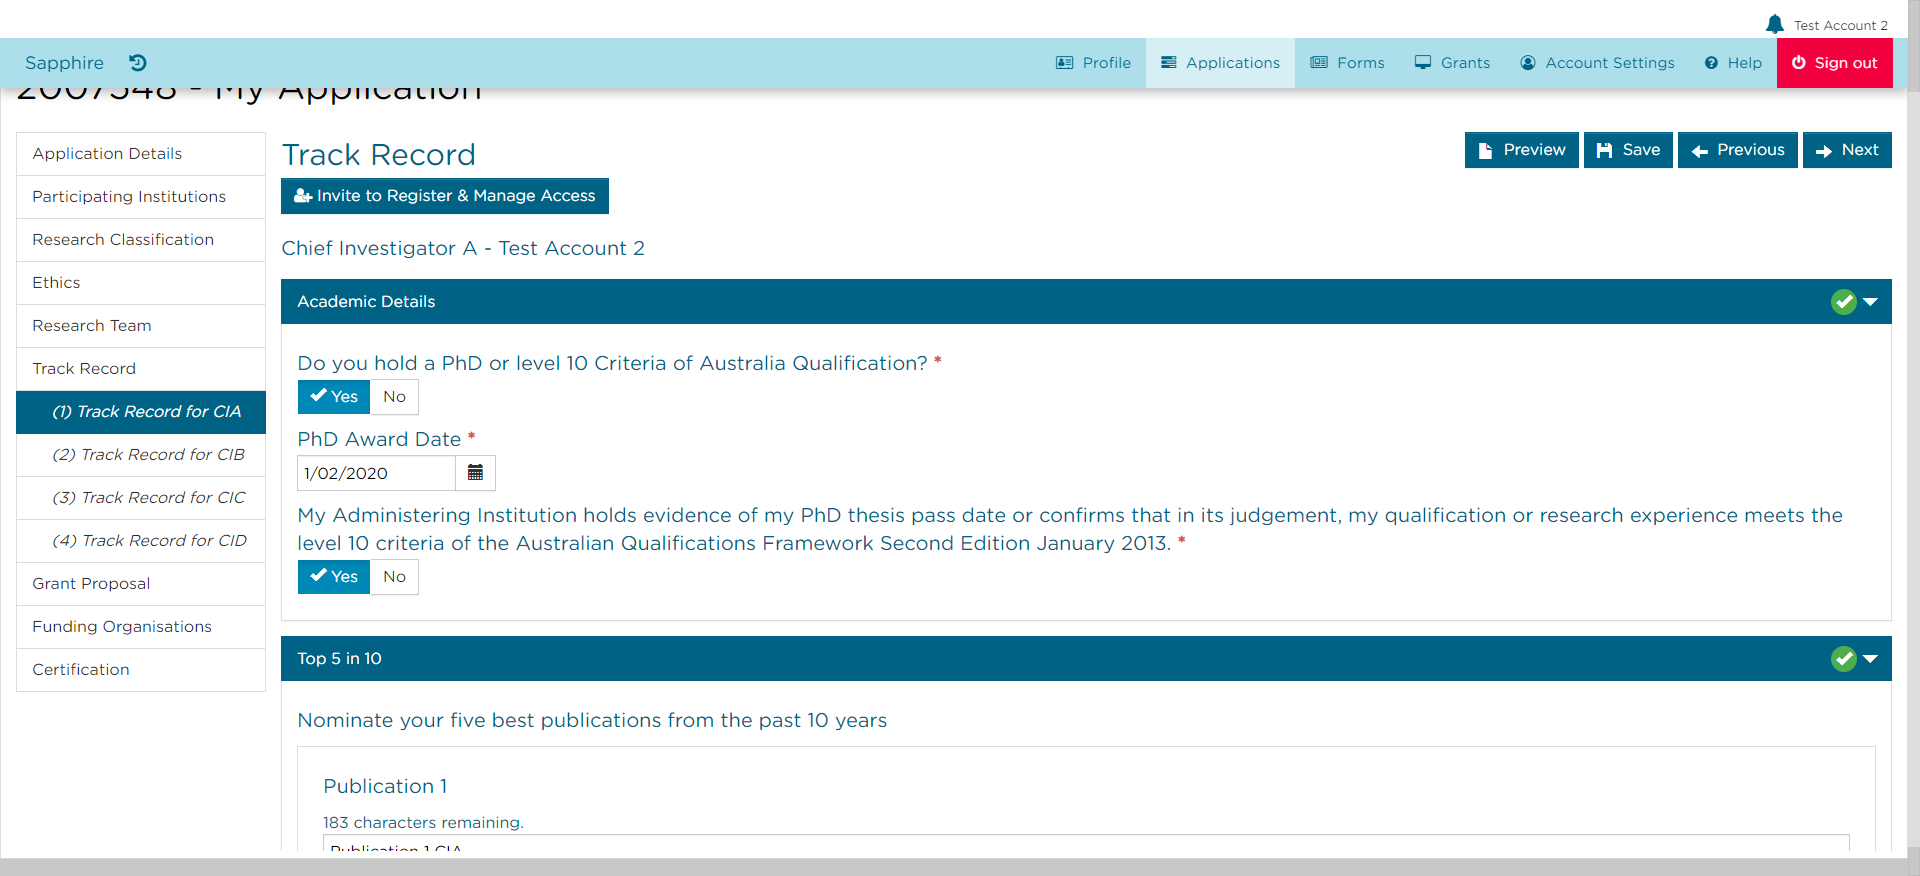 Test Account 2
Sapphire
Profile
Applications
Forms
Grants
Account Settings
Help
Sign out
2007548 - My Application
Application Details
Participating Institutions
Research Classification
Ethics
Research Team
Track Record
(1) Track Record for CIA
(2) Track Record for CIB
(3) Track Record for CIC
(4) Track Record for CID
Grant Proposal
Funding Organisations
Certification
Track Record
Preview
Save
Previous
Next
Invite to Register & Manage Access
Chief Investigator A - Test Account 2
Academic Details
Do you hold a PhD or level 10 Criteria of Australia Qualification? *
Yes No
PhD Award Date *
1/02/2020
My Administering Institution holds evidence of my PhD thesis pass date or confirms that in its judgement, my qualification or research experience meets the
level 10 criteria of the Australian Qualifications Framework Second Edition January 2013. *
Yes No
Top 5 in 10
Nominate your five best publications from the past 10 years
Publication 1
183 characters remaining.
Publication 1 CIA